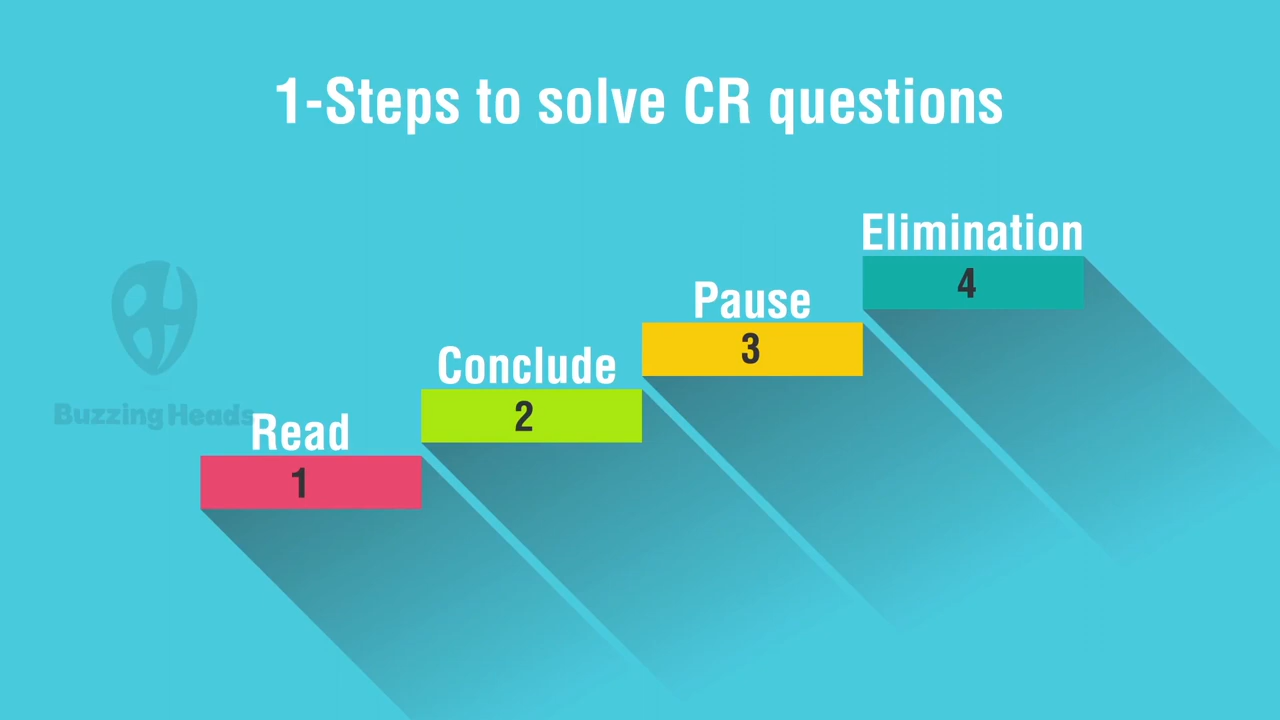 1-Steps to solve CR questions
Elimination
4
Pause
3
Conclude
2
Buzzing Heads
Read
1